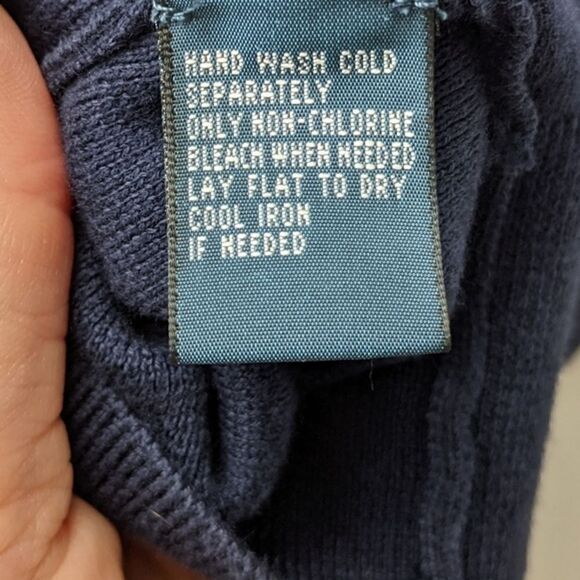 HAND WASH COLD
SEPARATELY
ONLY NON-CHLORINE
BLEACH WHEN NEEDED
LAY FLAT TO DRY
COOL IRON
IF NEEDED